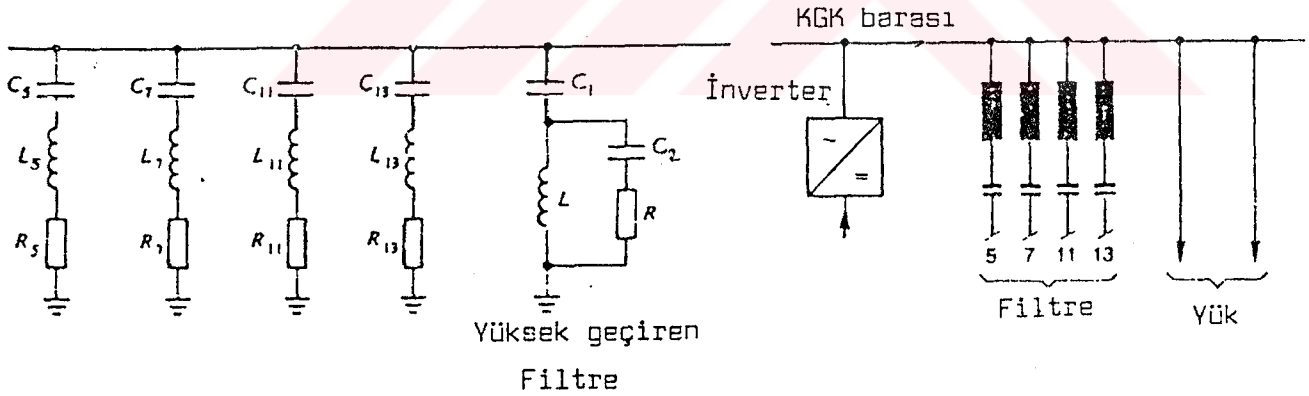 KGK barası
C₅ C₇ C₁₁ C₁₃ C₁
İnverter
C₂
L₅ L₇ L₁₁ L₁₃ L R
~
=
R₅ R₇ R₁₁ R₁₃
5 7 11 13
Filtre Yük
Yüksek geçiren
Filtre